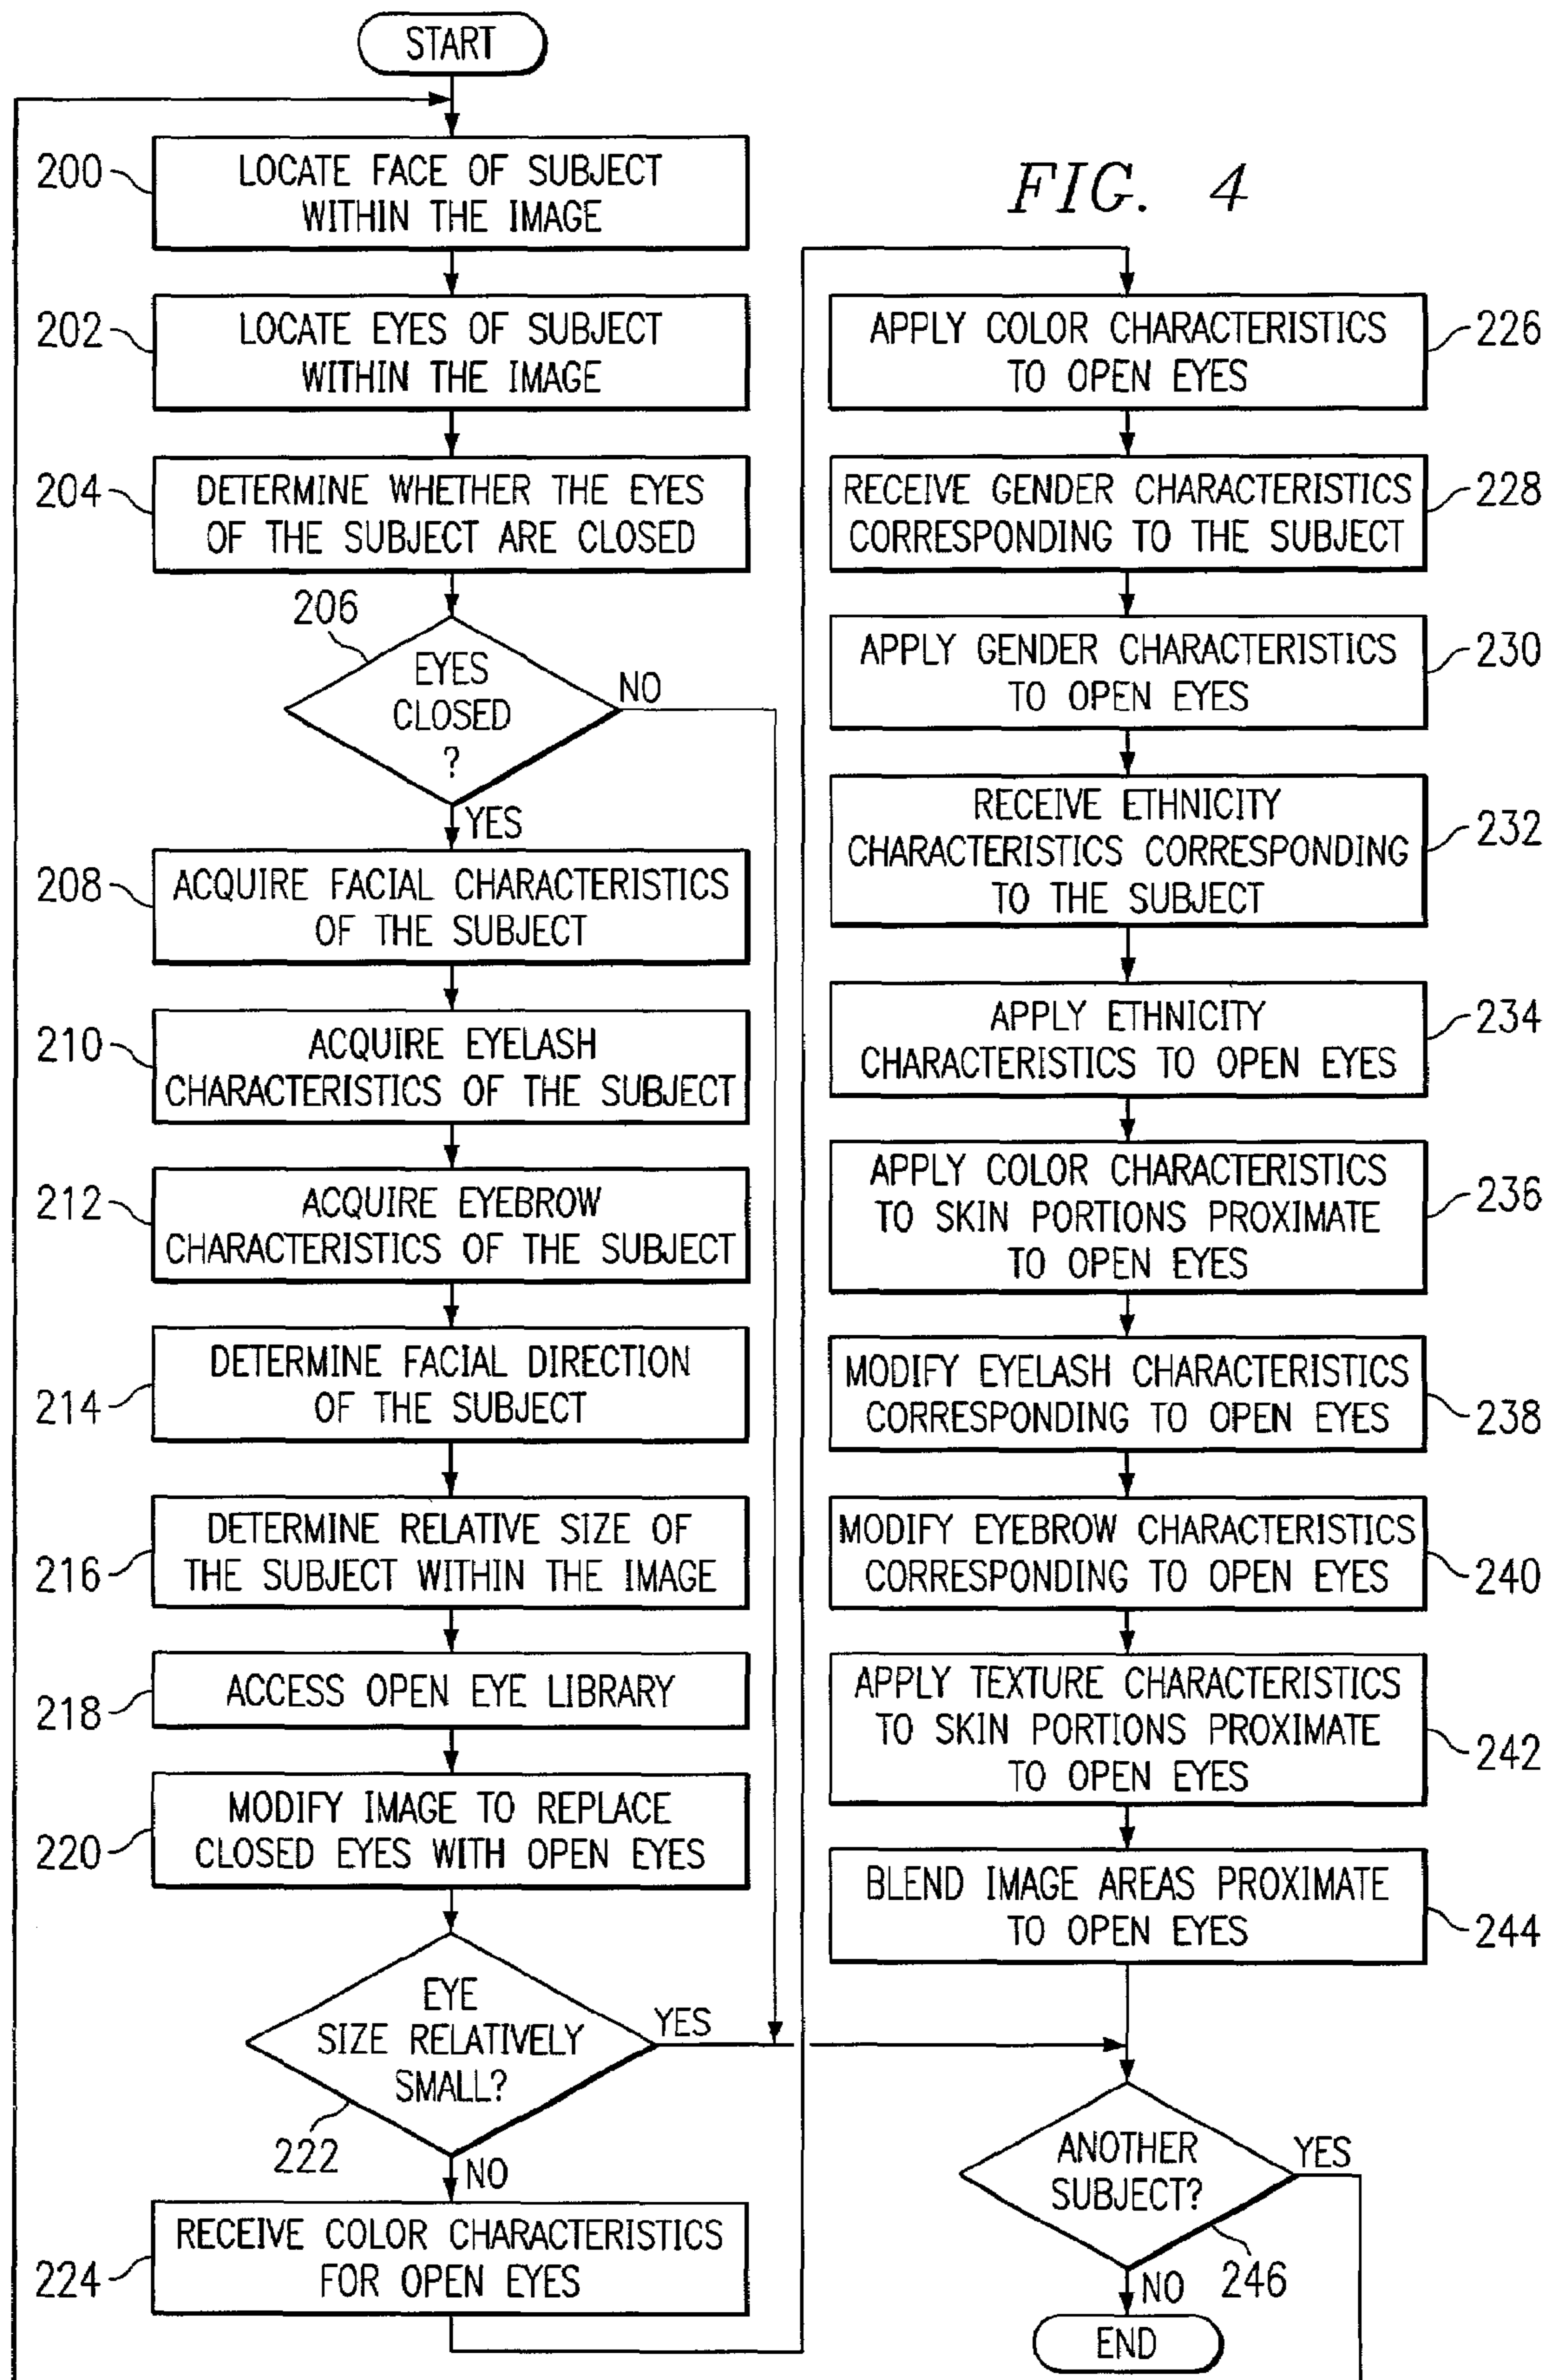 START
200
LOCATE FACE OF SUBJECT
WITHIN THE IMAGE
202
LOCATE EYES OF SUBJECT
WITHIN THE IMAGE
204
DETERMINE WHETHER THE EYES
OF THE SUBJECT ARE CLOSED
206
EYES
CLOSED
?
NO
YES
208
ACQUIRE FACIAL CHARACTERISTICS
OF THE SUBJECT
210
ACQUIRE EYELASH
CHARACTERISTICS OF THE SUBJECT
212
ACQUIRE EYEBROW
CHARACTERISTICS OF THE SUBJECT
214
DETERMINE FACIAL DIRECTION
OF THE SUBJECT
216
DETERMINE RELATIVE SIZE OF
THE SUBJECT WITHIN THE IMAGE
218
ACCESS OPEN EYE LIBRARY
220
MODIFY IMAGE TO REPLACE
CLOSED EYES WITH OPEN EYES
EYE
SIZE RELATIVELY
SMALL?
YES
222
NO
224
RECEIVE COLOR CHARACTERISTICS
FOR OPEN EYES
FIG. 4
APPLY COLOR CHARACTERISTICS
TO OPEN EYES
226
RECEIVE GENDER CHARACTERISTICS
CORRESPONDING TO THE SUBJECT
228
APPLY GENDER CHARACTERISTICS
TO OPEN EYES
230
RECEIVE ETHNICITY
CHARACTERISTICS CORRESPONDING
TO THE SUBJECT
232
APPLY ETHNICITY
CHARACTERISTICS TO OPEN EYES
234
APPLY COLOR CHARACTERISTICS
TO SKIN PORTIONS PROXIMATE
TO OPEN EYES
236
MODIFY EYELASH CHARACTERISTICS
CORRESPONDING TO OPEN EYES
238
MODIFY EYEBROW CHARACTERISTICS
CORRESPONDING TO OPEN EYES
240
APPLY TEXTURE CHARACTERISTICS
TO SKIN PORTIONS PROXIMATE
TO OPEN EYES
242
BLEND IMAGE AREAS PROXIMATE
TO OPEN EYES
244
ANOTHER
SUBJECT?
YES
246
NO
END